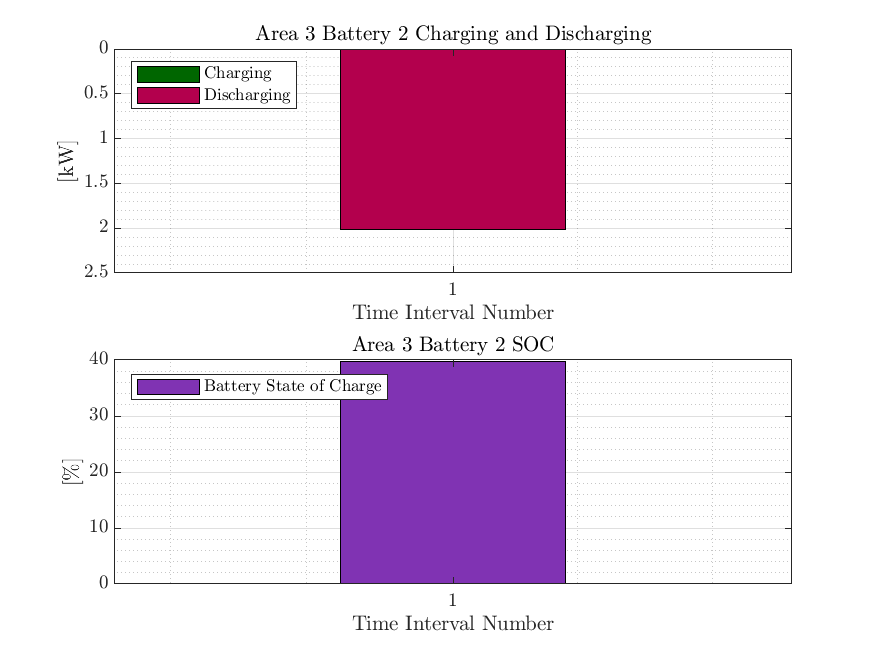 Area 3 Battery 2 Charging and Discharging
0
0.5
1
1.5
2
2.5
[kW]
Charging
Discharging
1
Time Interval Number
Area 3 Battery 2 SOC
40
30
20
10
0
[%]
Battery State of Charge
1
Time Interval Number